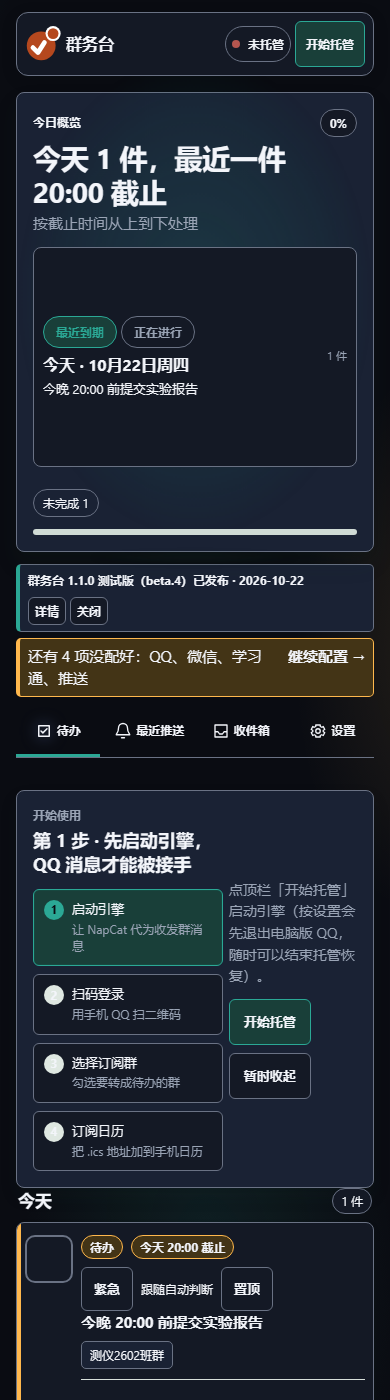 群务台
未托管
开始托管
今日概览
0%
今天 1 件，最近一件
20:00 截止
按截止时间从上到下处理
最近到期
正在进行
今天 · 10月22日周四
1 件
今晚 20:00 前提交实验报告
未完成 1
群务台 1.1.0 测试版（beta.4）已发布 · 2026-10-22
详情
关闭
还有 4 项没配好：QQ、微信、学习
通、推送
继续配置 →
待办
最近推送
收件箱
设置
开始使用
第 1 步 · 先启动引擎，
QQ 消息才能被接手
1
启动引擎
让 NapCat 代为收发群消
息
2
扫码登录
用手机 QQ 扫二维码
3
选择订阅群
勾选要转成待办的群
4
订阅日历
把 .ics 地址加到手机日历
点顶栏「开始托管」
启动引擎（按设置会
先退出电脑版 QQ，
随时可以结束托管恢
复）。
开始托管
暂时收起
今天
1 件
待办
今天 20:00 截止
紧急
跟随自动判断
置顶
今晚 20:00 前提交实验报告
测仪2602班群